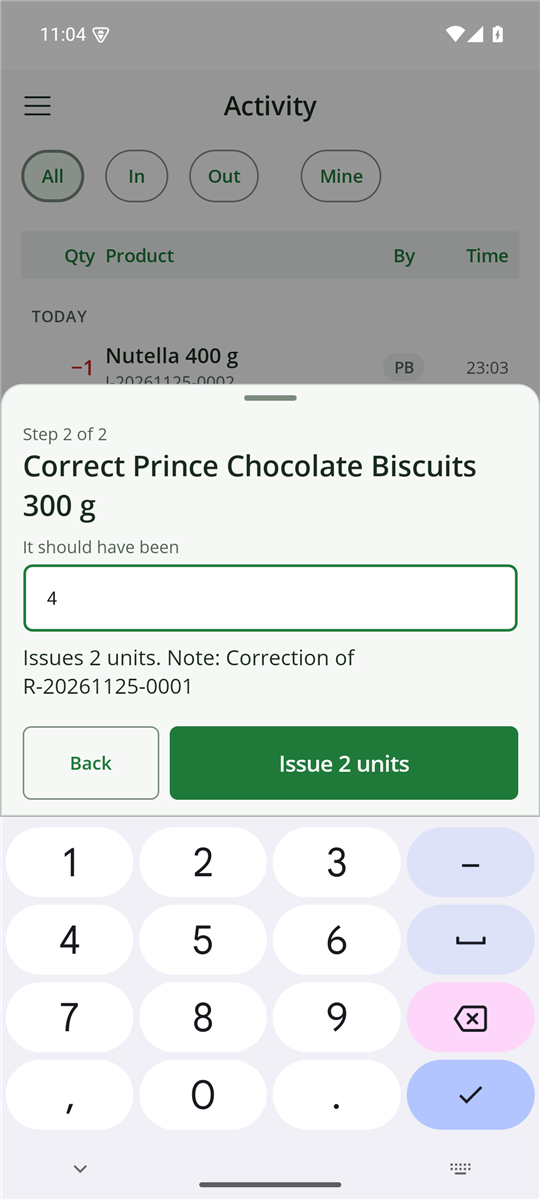 11:04
Activity
All In Out Mine
Qty Product By Time
TODAY
−1 Nutella 400 g PB 23:03
I-20261125-0002
Step 2 of 2
Correct Prince Chocolate Biscuits
300 g
It should have been
4
Issues 2 units. Note: Correction of
R-20261125-0001
Back Issue 2 units
1 2 3 –
4 5 6
7 8 9
, 0 .